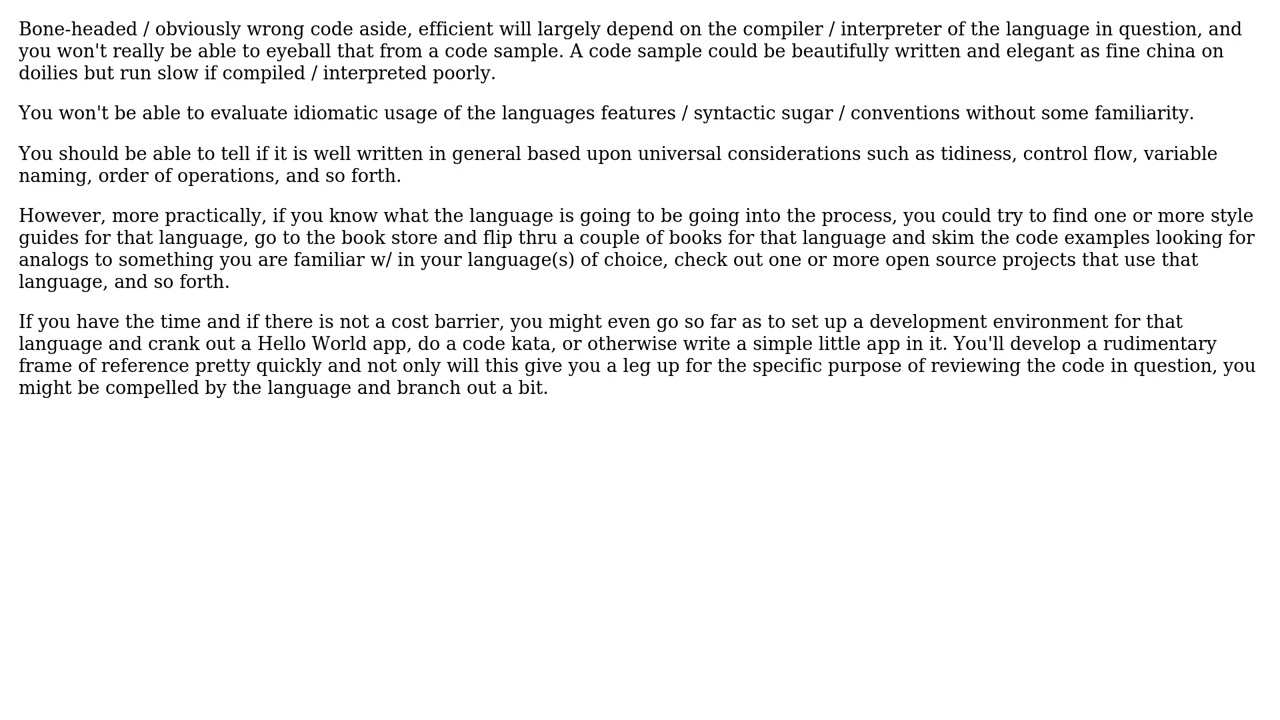 Bone-headed / obviously wrong code aside, efficient will largely depend on the compiler / interpreter of the language in question, and
you won't really be able to eyeball that from a code sample. A code sample could be beautifully written and elegant as fine china on
doilies but run slow if compiled / interpreted poorly.
You won't be able to evaluate idiomatic usage of the languages features / syntactic sugar / conventions without some familiarity.
You should be able to tell if it is well written in general based upon universal considerations such as tidiness, control flow, variable
naming, order of operations, and so forth.
However, more practically, if you know what the language is going to be going into the process, you could try to find one or more style
guides for that language, go to the book store and flip thru a couple of books for that language and skim the code examples looking for
analogs to something you are familiar w/ in your language(s) of choice, check out one or more open source projects that use that
language, and so forth.
If you have the time and if there is not a cost barrier, you might even go so far as to set up a development environment for that
language and crank out a Hello World app, do a code kata, or otherwise write a simple little app in it. You'll develop a rudimentary
frame of reference pretty quickly and not only will this give you a leg up for the specific purpose of reviewing the code in question, you
might be compelled by the language and branch out a bit.